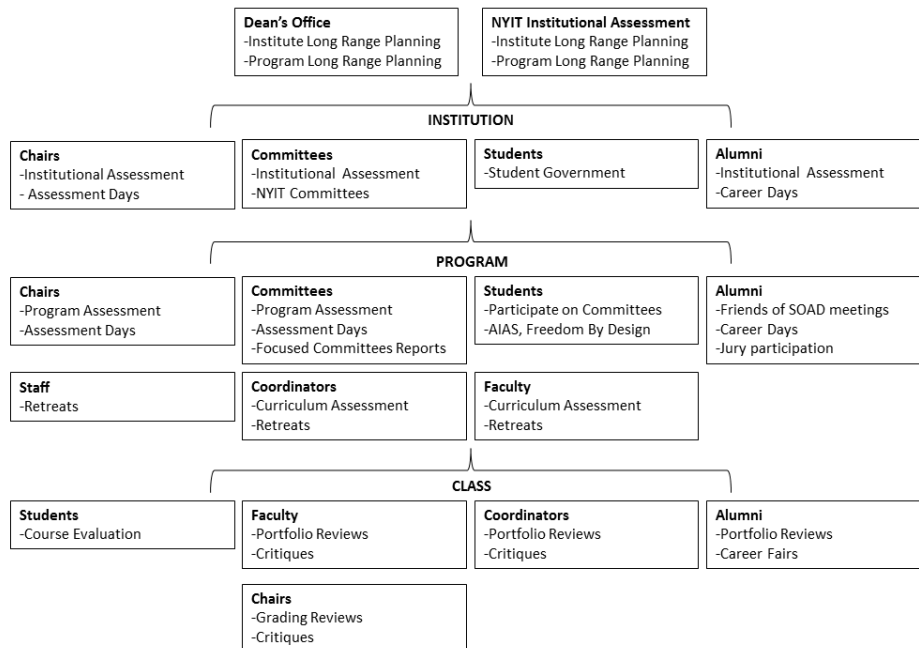 Dean’s Office
-Institute Long Range Planning
-Program Long Range Planning
NYIT Institutional Assessment
-Institute Long Range Planning
-Program Long Range Planning
INSTITUTION
Chairs
-Institutional Assessment
- Assessment Days
Committees
-Institutional Assessment
-NYIT Committees
Students
-Student Government
Alumni
-Institutional Assessment
-Career Days
PROGRAM
Chairs
-Program Assessment
-Assessment Days
Committees
-Program Assessment
-Assessment Days
-Focused Committees Reports
Students
-Participate on Committees
-AIAS, Freedom By Design
Alumni
-Friends of SOAD meetings
-Career Days
-Jury participation
Staff
-Retreats
Coordinators
-Curriculum Assessment
-Retreats
Faculty
-Curriculum Assessment
-Retreats
CLASS
Students
-Course Evaluation
Faculty
-Portfolio Reviews
-Critiques
Coordinators
-Portfolio Reviews
-Critiques
Alumni
-Portfolio Reviews
-Career Fairs
Chairs
-Grading Reviews
-Critiques